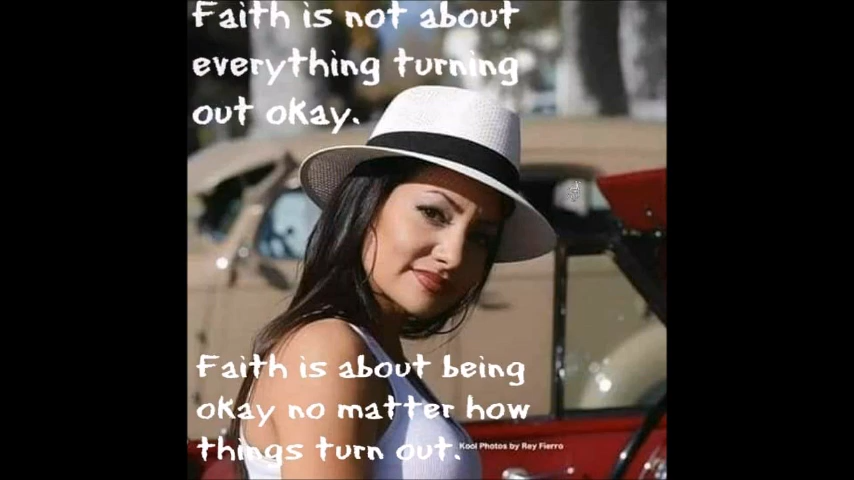 Faith is not about
everything turning
out okay.
Faith is about being
okay no matter how
things turn out.
Kool Photos by Rey Fierro